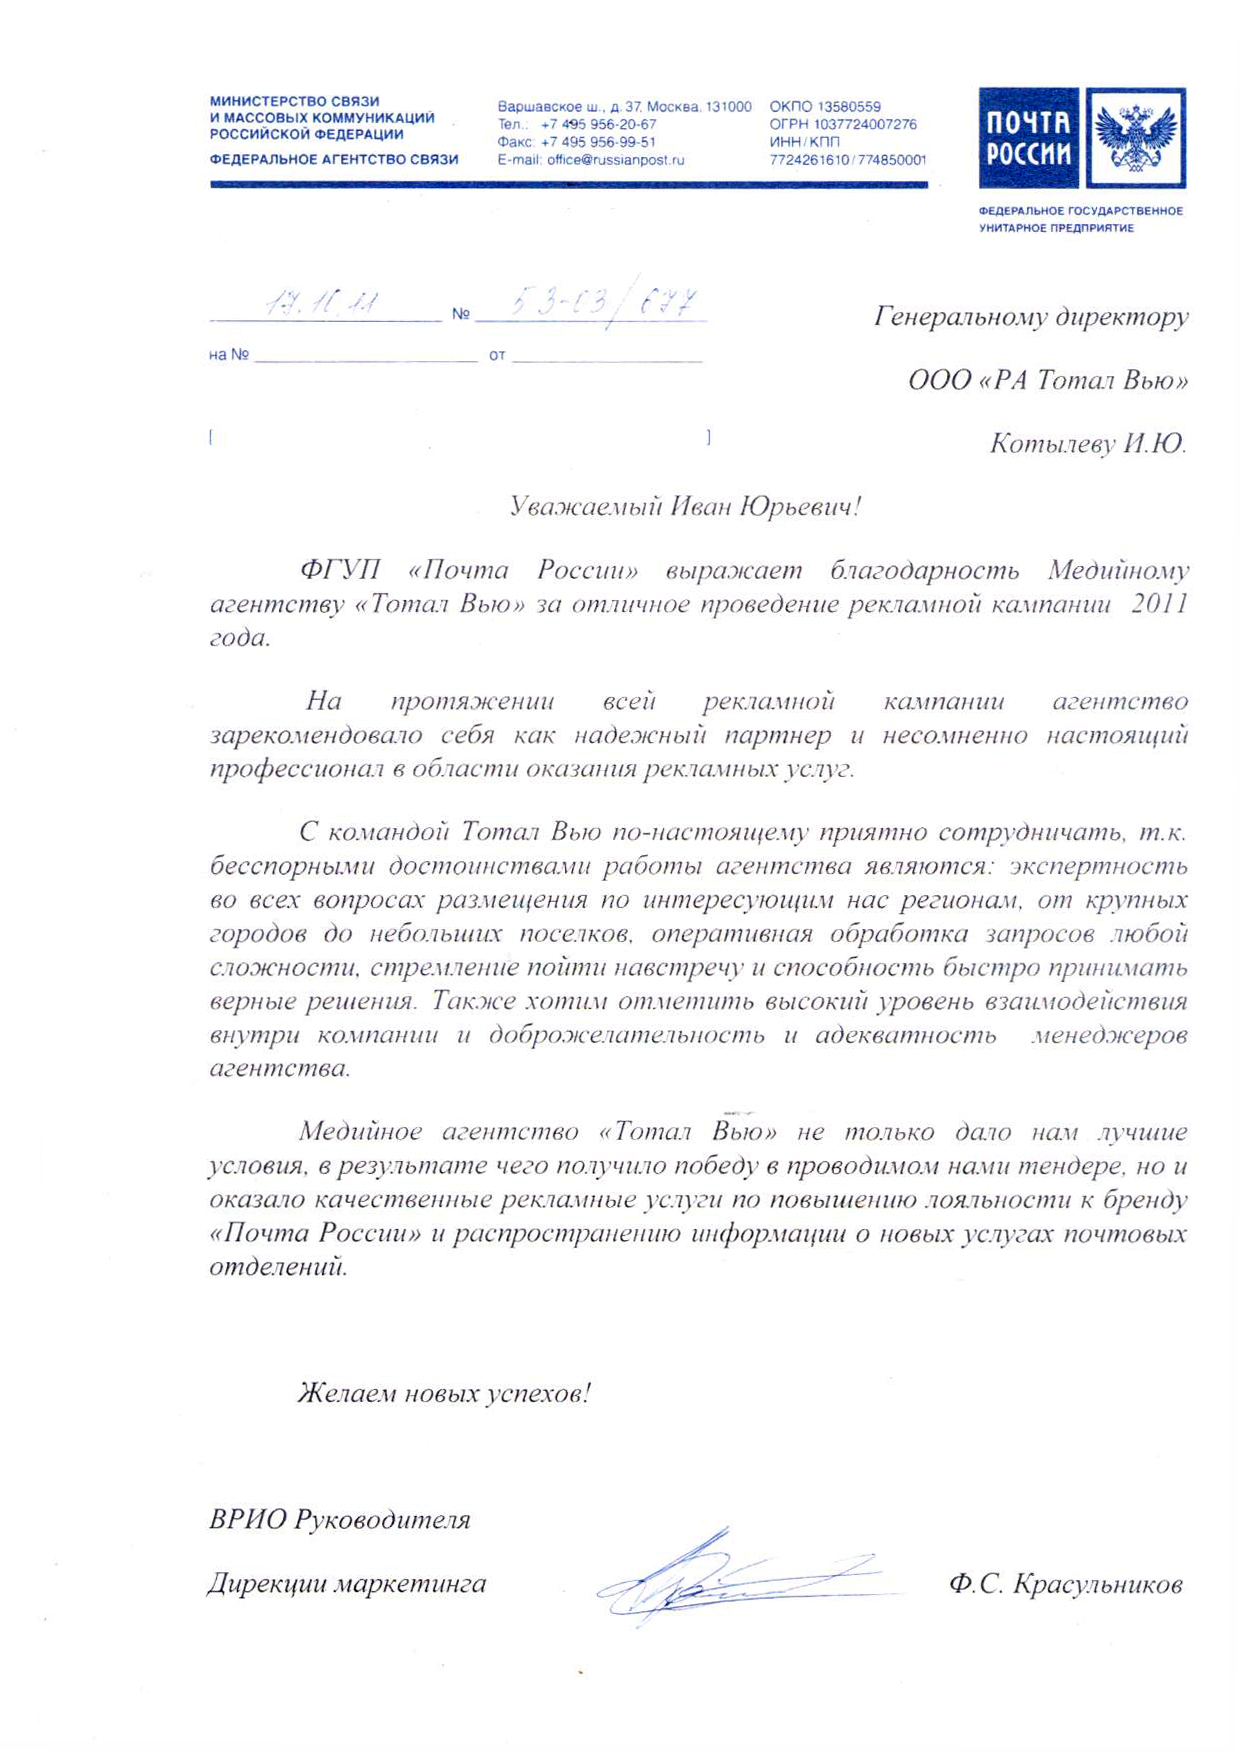 МИНИСТЕРСТВО СВЯЗИ
И МАССОВЫХ КОММУНИКАЦИЙ
РОССИЙСКОЙ ФЕДЕРАЦИИ
ФЕДЕРАЛЬНОЕ АГЕНТСТВО СВЯЗИ
Варшавское ш., д. 37, Москва, 131000
Тел.: +7 495 956-20-67
Факс: +7 495 956-99-51
E-mail: office@russianpost.ru
ОКПО 13580559
ОГРН 1037724007276
ИНН/КПП
7724261610/774850001
ПОЧТА
РОССИИ
ФЕДЕРАЛЬНОЕ ГОСУДАРСТВЕННОЕ
УНИТАРНОЕ ПРЕДПРИЯТИЕ
17.10.11 № 53-03/677
на № от
Генеральному директору
ООО «РА Тотал Вью»
Котылеву И.Ю.
Уважаемый Иван Юрьевич!
ФГУП «Почта России» выражает благодарность Медийному
агентству «Тотал Вью» за отличное проведение рекламной кампании 2011
года.
На протяжении всей рекламной кампании агентство
зарекомендовало себя как надежный партнер и несомненно настоящий
профессионал в области оказания рекламных услуг.
С командой Тотал Вью по-настоящему приятно сотрудничать, т.к.
бесспорными достоинствами работы агентства являются: экспертность
во всех вопросах размещения по интересующим нас регионам, от крупных
городов до небольших поселков, оперативная обработка запросов любой
сложности, стремление пойти навстречу и способность быстро принимать
верные решения. Также хотим отметить высокий уровень взаимодействия
внутри компании и доброжелательность и адекватность менеджеров
агентства.
Медийное агентство «Тотал Вью» не только дало нам лучшие
условия, в результате чего получило победу в проводимом нами тендере, но и
оказало качественные рекламные услуги по повышению лояльности к бренду
«Почта России» и распространению информации о новых услугах почтовых
отделений.
Желаем новых успехов!
ВРИО Руководителя
Дирекции маркетинга
Ф.С. Красульников